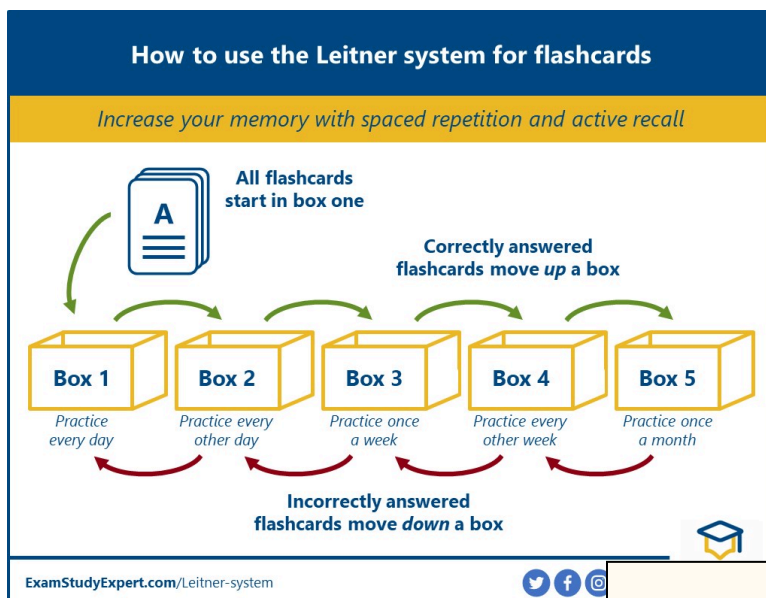 How to use the Leitner system for flashcards
Increase your memory with spaced repetition and active recall
A
All flashcards
start in box one
Correctly answered
flashcards move up a box
Box 1
Box 2
Box 3
Box 4
Box 5
Practice
every day
Practice every
other day
Practice once
a week
Practice every
other week
Practice once
a month
Incorrectly answered
flashcards move down a box
ExamStudyExpert.com/Leitner-system